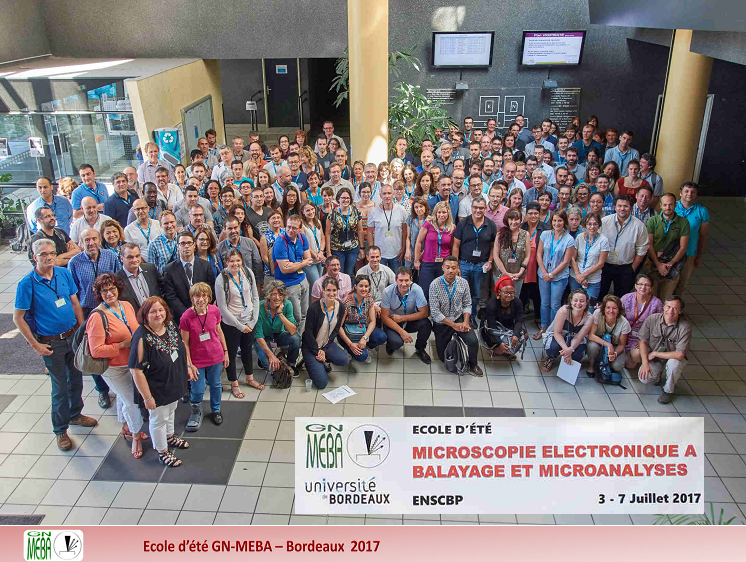 GN
MEBA
université
de BORDEAUX
ECOLE D'ÉTÉ
MICROSCOPIE ELECTRONIQUE A
BALAYAGE ET MICROANALYSES
ENSCBP
3 - 7 Juillet 2017
GN
MEBA
Ecole d'été GN-MEBA – Bordeaux 2017